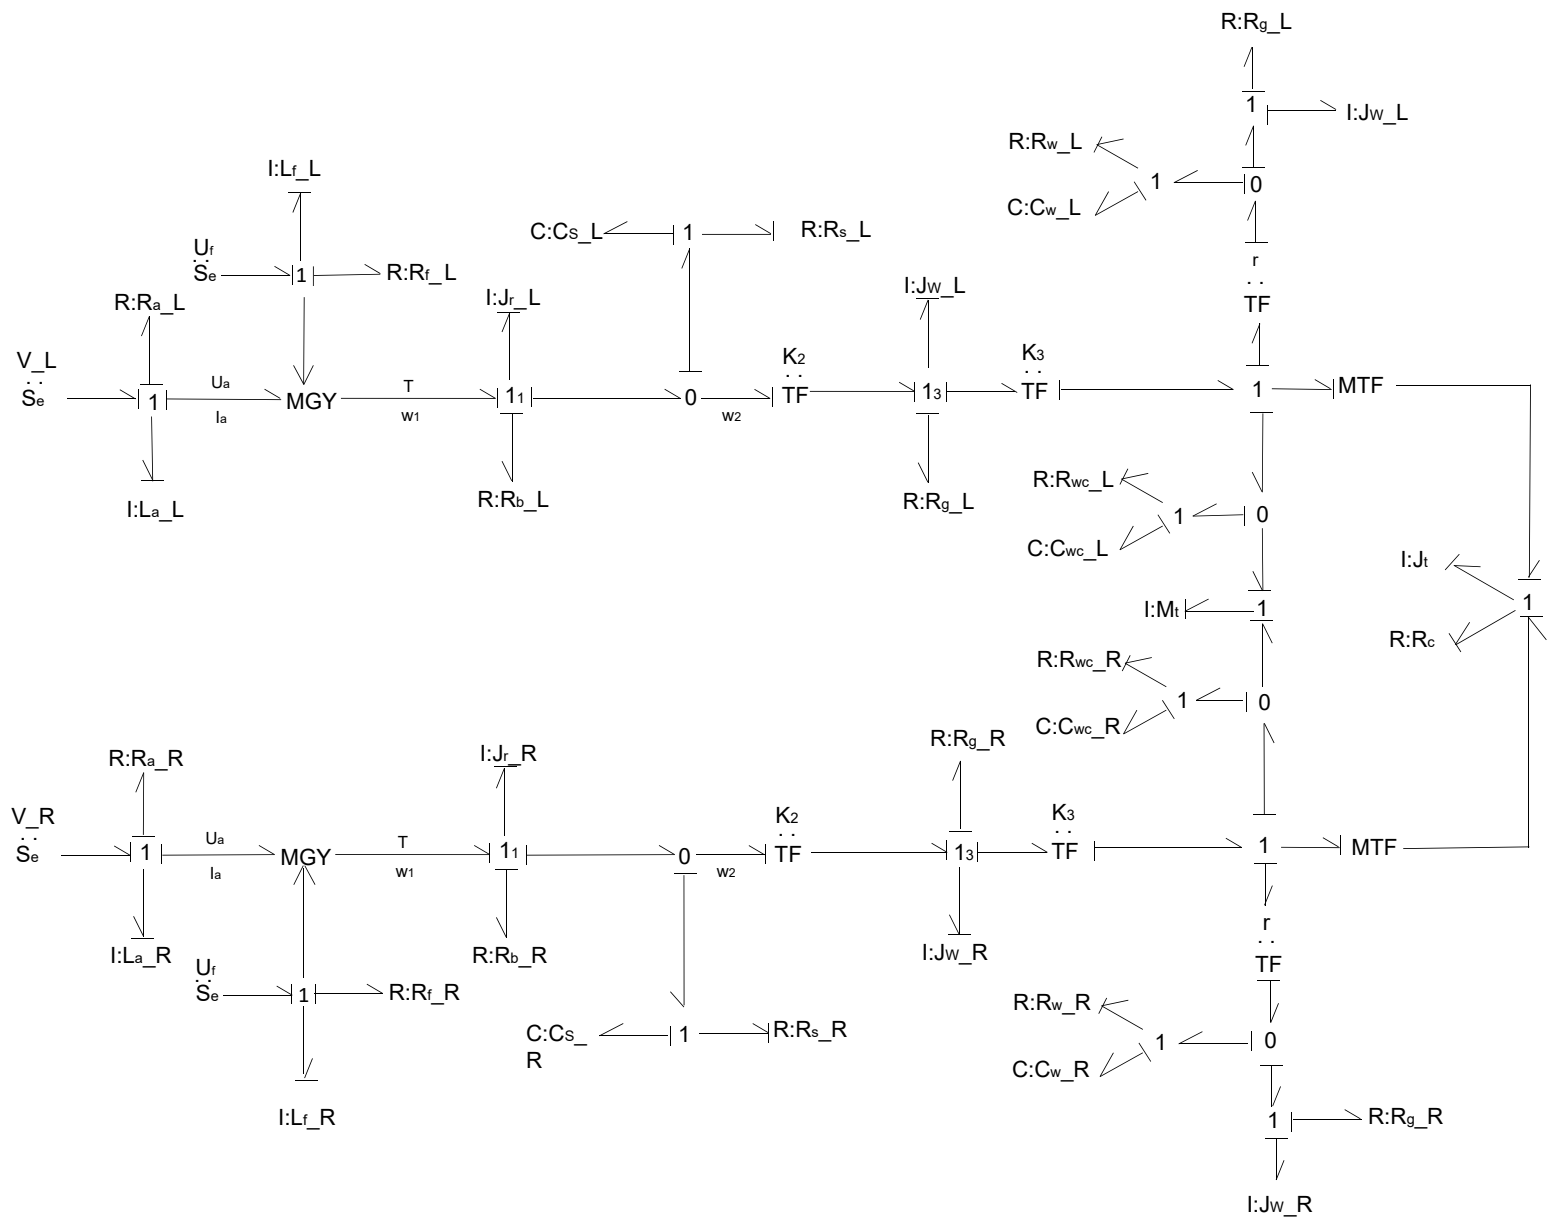 R:Rg_L
1
I:JW_L
R:Rw_L
1
0
C:Cw_L
I:Lf_L
C:CS_L
1
R:Rs_L
Uf
Se
1
R:Rf_L
r
TF
R:Ra_L
I:Jr_L
I:JW_L
V_L
Se
1
Ua
Ia
MGY
T
w1
11
0
w2
K2
TF
13
K3
TF
1
MTF
I:La_L
R:Rb_L
R:Rg_L
R:Rwc_L
1
0
C:Cwc_L
I:Jt
1
R:Rc
I:Mt
1
R:Rwc_R
1
0
C:Cwc_R
R:Ra_R
I:Jr_R
R:Rg_R
V_R
Se
1
Ua
Ia
MGY
T
w1
11
0
w2
K2
TF
13
K3
TF
1
MTF
I:La_R
R:Rb_R
I:JW_R
r
TF
Uf
Se
1
R:Rf_R
C:CS_
R
1
R:Rs_R
R:Rw_R
1
0
C:Cw_R
I:Lf_R
1
R:Rg_R
I:JW_R